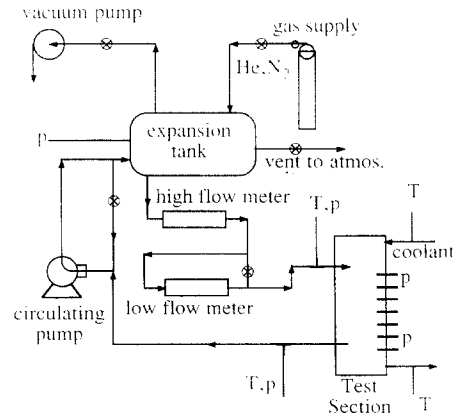 vacuum pump
gas supply
He,N₂
p
expansion
tank
vent to atmos.
high flow meter
T,p
T
coolant
p
low flow meter
circulating
pump
p
T,p
Test
Section
T